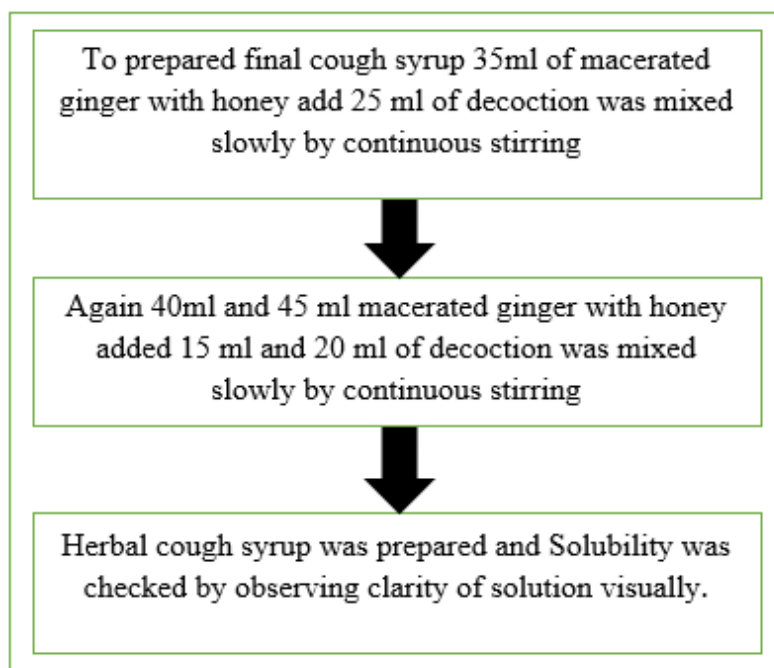 To prepared final cough syrup 35ml of macerated
ginger with honey add 25 ml of decoction was mixed
slowly by continuous stirring
Again 40ml and 45 ml macerated ginger with honey
added 15 ml and 20 ml of decoction was mixed
slowly by continuous stirring
Herbal cough syrup was prepared and Solubility was
checked by observing clarity of solution visually.